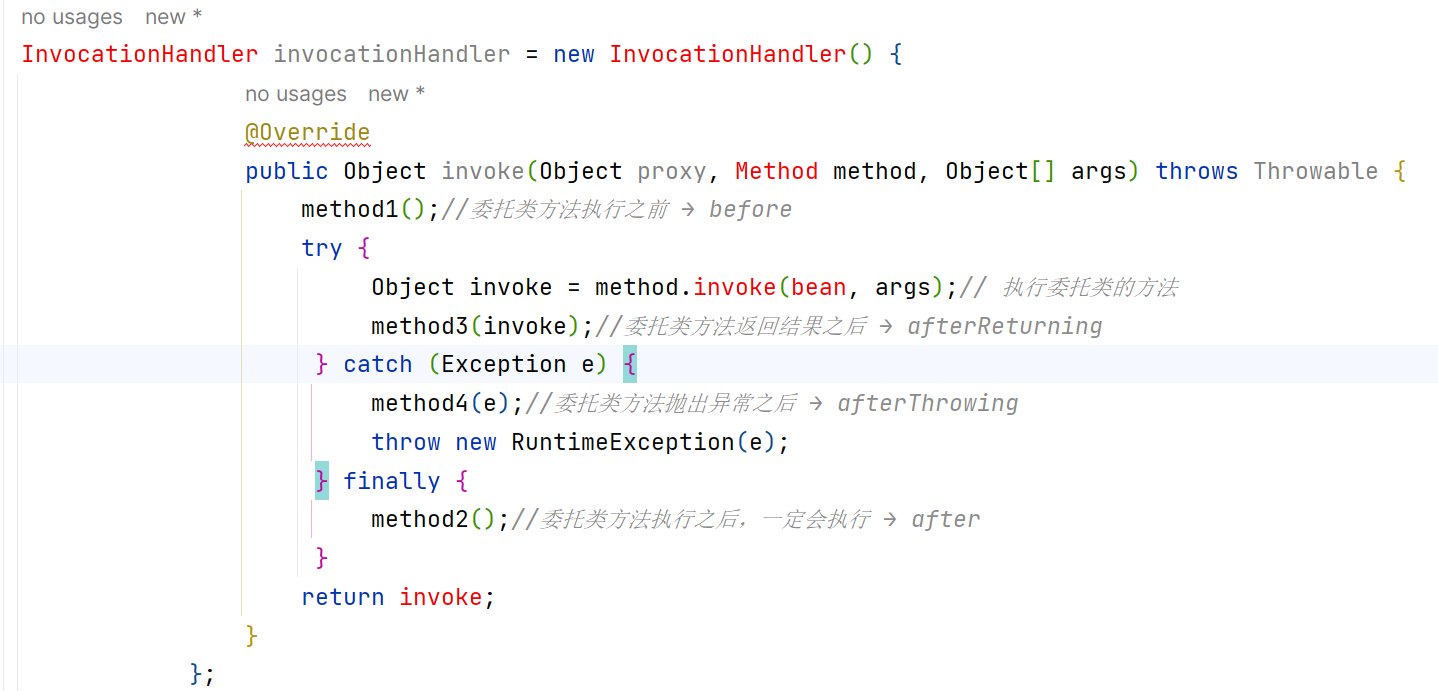 no usages   new *
InvocationHandler invocationHandler = new InvocationHandler() {
no usages   new *
@Override
public Object invoke(Object proxy, Method method, Object[] args) throws Throwable {
method1();//委托类方法执行之前 → before
try {
Object invoke = method.invoke(bean, args);// 执行委托类的方法
method3(invoke);//委托类方法返回结果之后 → afterReturning
} catch (Exception e) {
method4(e);//委托类方法抛出异常之后 → afterThrowing
throw new RuntimeException(e);
} finally {
method2();//委托类方法执行之后，一定会执行 → after
}
return invoke;
}
};